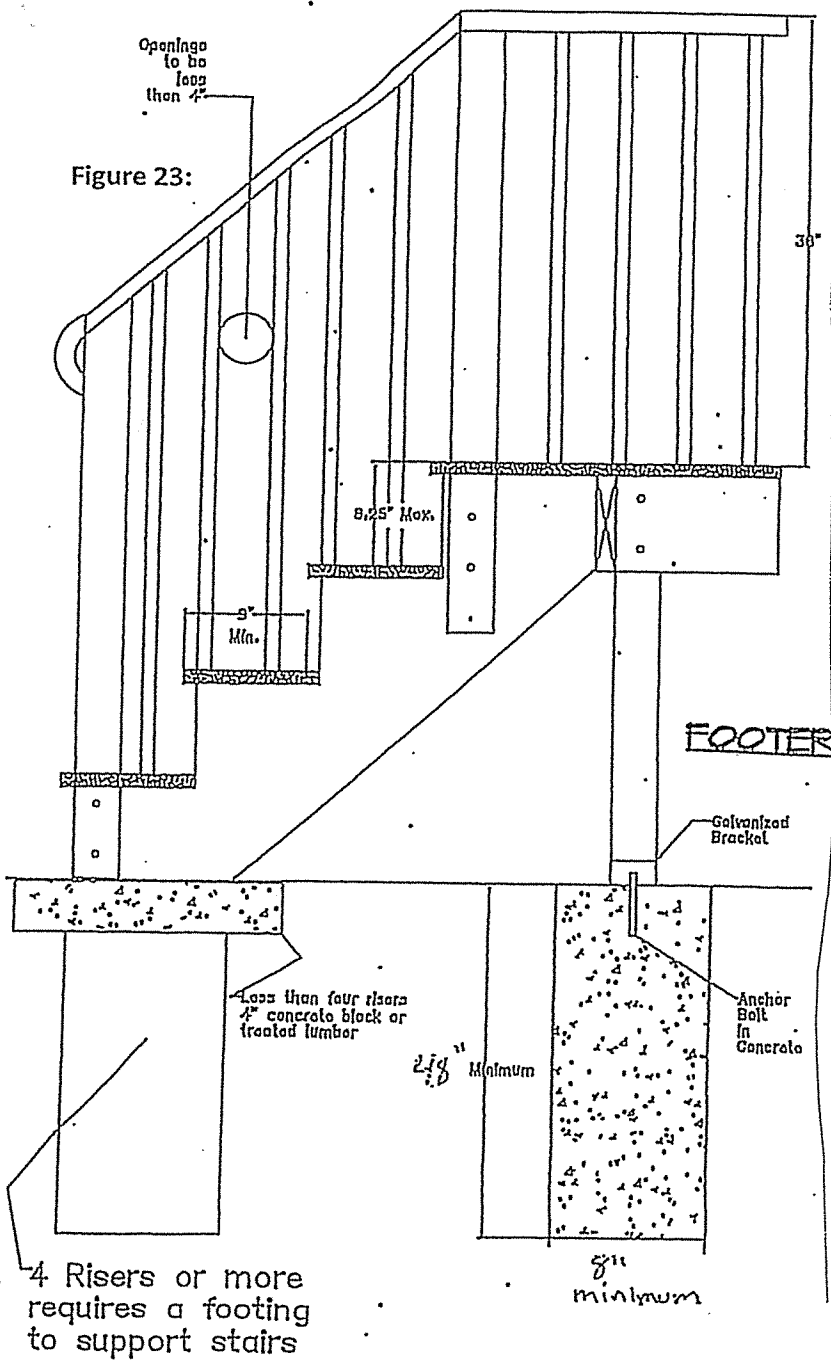 Openings
to be
less
than 4"
Figure 23:
36"
8.25" Max.
9"
Min.
FOOTER
Galvanized
Bracket
Less than four risers
4" concrete block or
treated lumber
Minimum
Anchor
Bolt
In
Concrete
8"
minimum
4 Risers or more
requires a footing
to support stairs